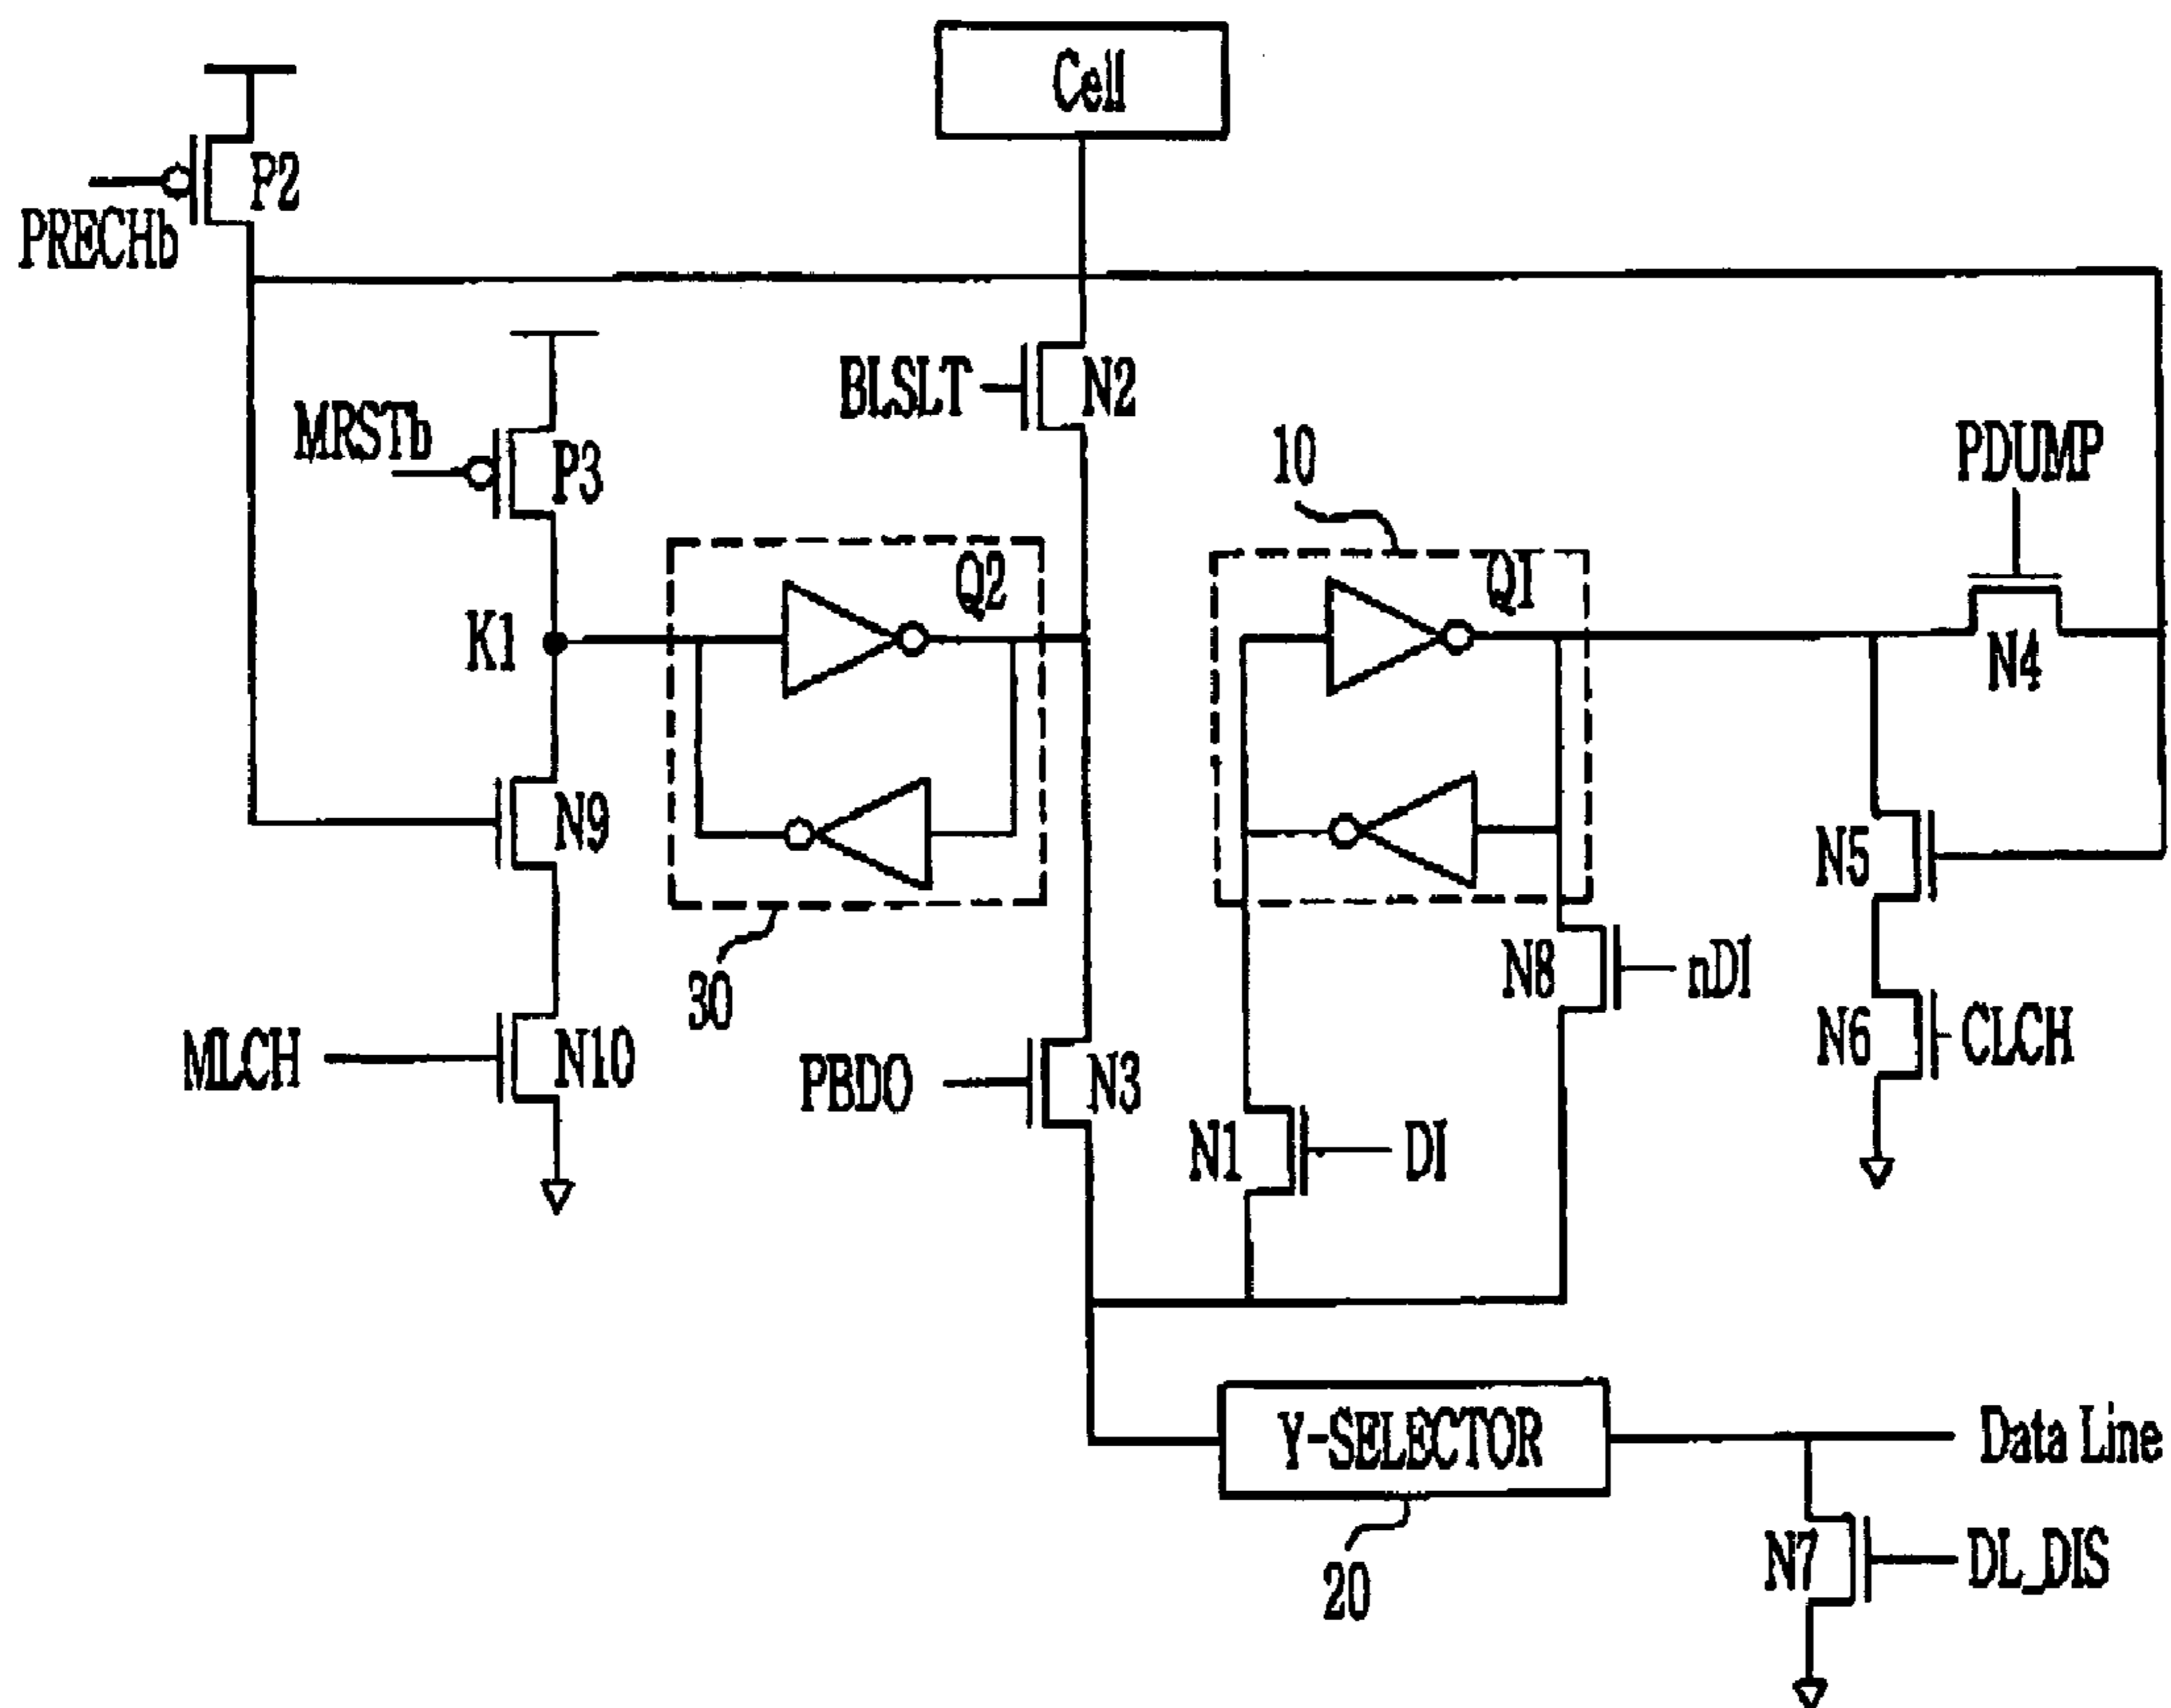 Cell
P2
PRECHb
BLSLT
N2
MRSTb
P3
10
PDUMP
Q2
QI
K1
N4
N9
N5
30
N8
nDI
N6
CLCH
MLCH
N10
PBDO
N3
N1
DI
Y-SELECTOR
Data Line
20
N7
DL_DIS